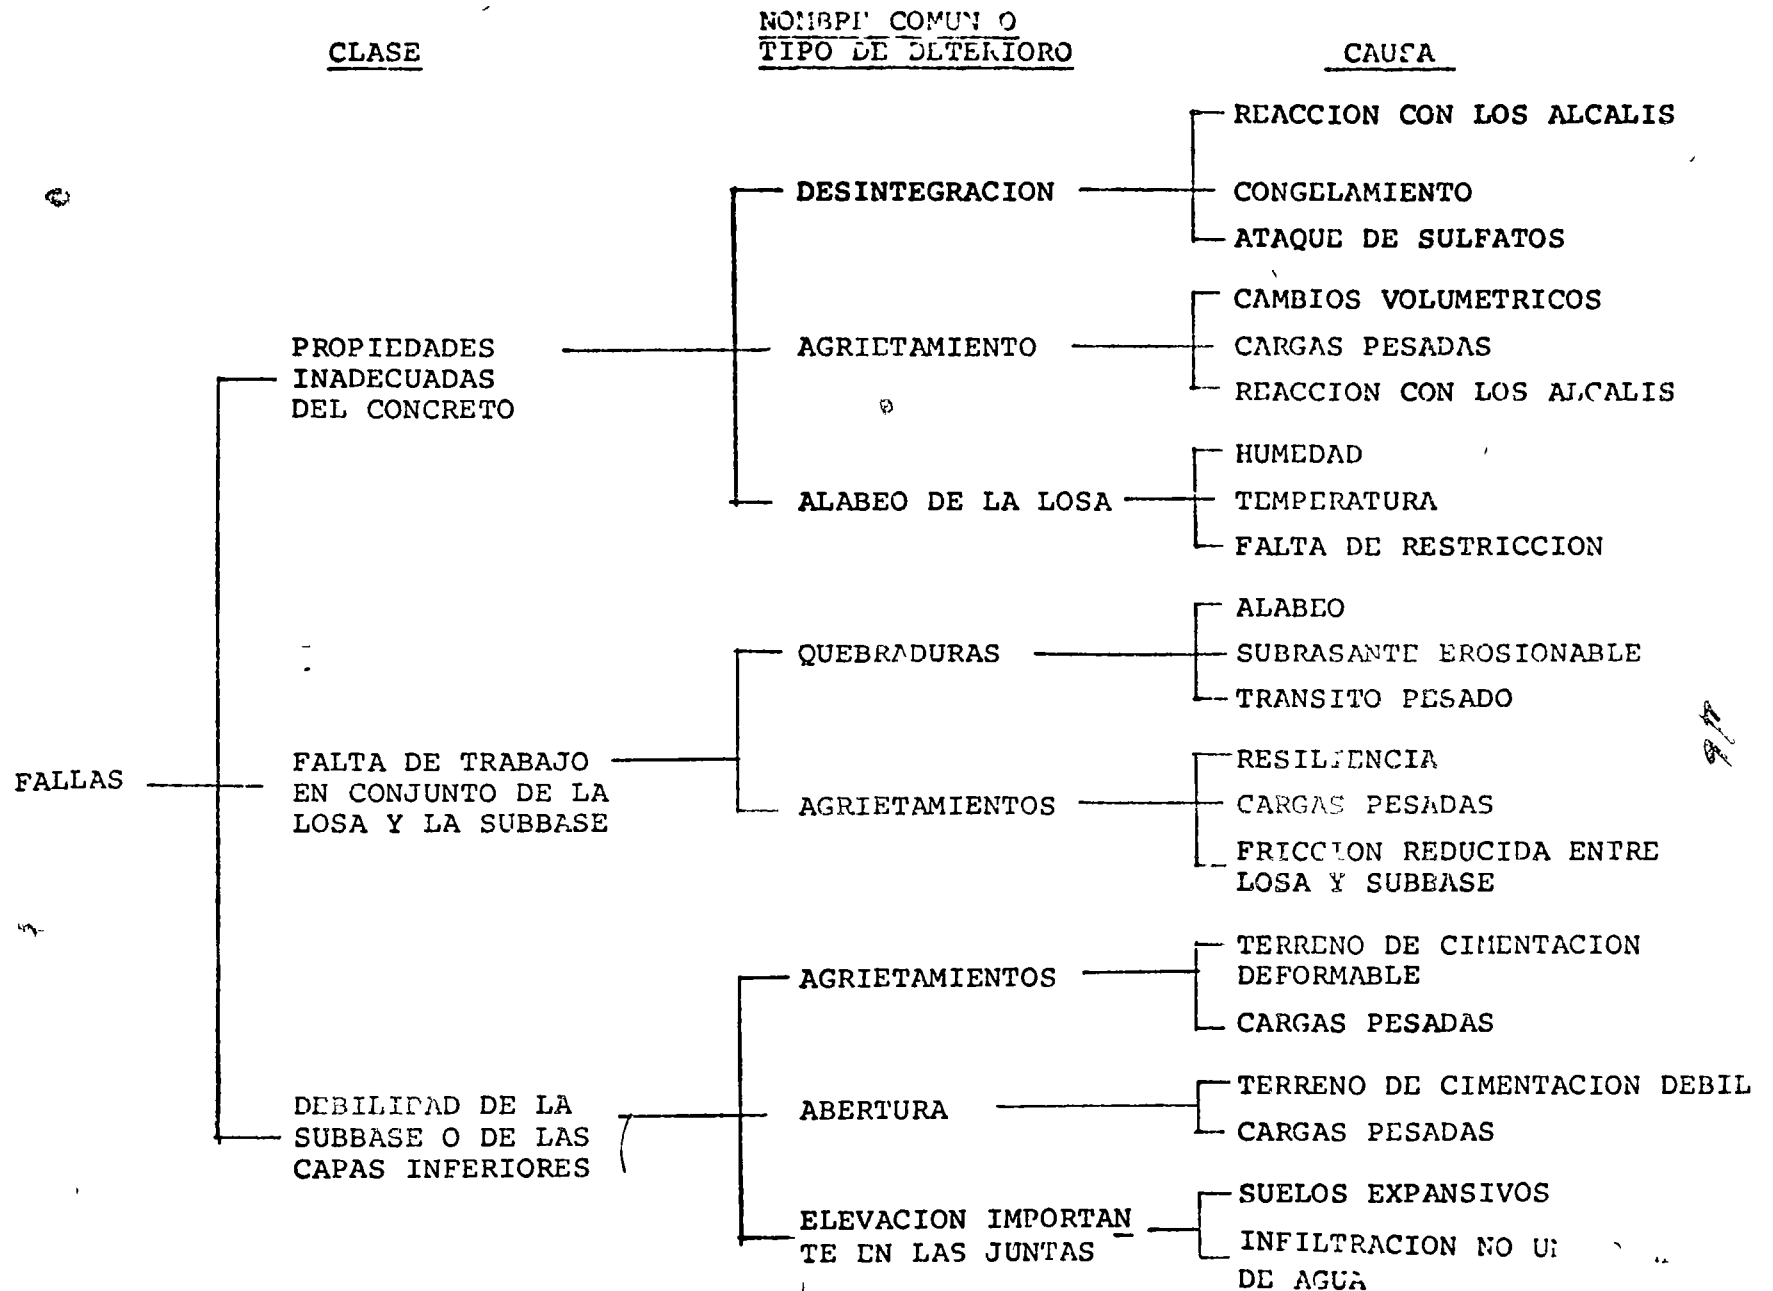 NOMBRE COMUN O
CLASE TIPO DE DETERIORO CAUSA
REACCION CON LOS ALCALIS
DESINTEGRACION CONGELAMIENTO
ATAQUE DE SULFATOS
CAMBIOS VOLUMETRICOS
PROPIEDADES
INADECUADAS
DEL CONCRETO
AGRIETAMIENTO CARGAS PESADAS
REACCION CON LOS ALCALIS
HUMEDAD
ALABEO DE LA LOSA TEMPERATURA
FALTA DE RESTRICCION
ALABEO
QUEBRADURAS SUBRASANTE EROSIONABLE
TRANSITO PESADO
FALLAS
FALTA DE TRABAJO
EN CONJUNTO DE LA
LOSA Y LA SUBBASE
RESILIENCIA
AGRIETAMIENTOS CARGAS PESADAS
FRICCION REDUCIDA ENTRE
LOSA Y SUBBASE
TERRENO DE CIMENTACION
DEFORMABLE
AGRIETAMIENTOS
CARGAS PESADAS
DEBILIDAD DE LA
SUBBASE O DE LAS
CAPAS INFERIORES
TERRENO DE CIMENTACION DEBIL
ABERTURA
CARGAS PESADAS
SUELOS EXPANSIVOS
ELEVACION IMPORTAN
TE EN LAS JUNTAS
INFILTRACION NO
DE AGUA